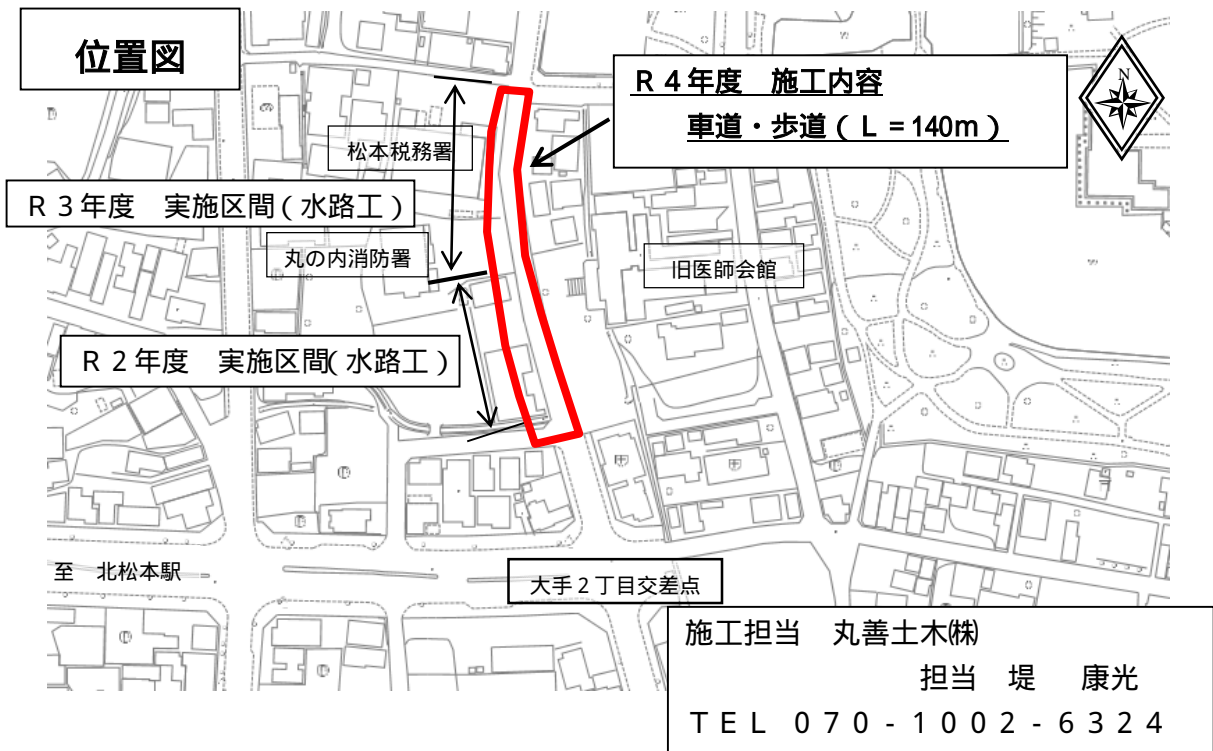 位置図
R4年度 施工内容
車道・歩道(L=140m)
N
松本税務署
R3年度 実施区間(水路工)
丸の内消防署
旧医師会館
R2年度 実施区間(水路工)
至 北松本駅
大手2丁目交差点
施工担当 丸善土木㈱
担当 堤 康光
TEL 070-1002-6324